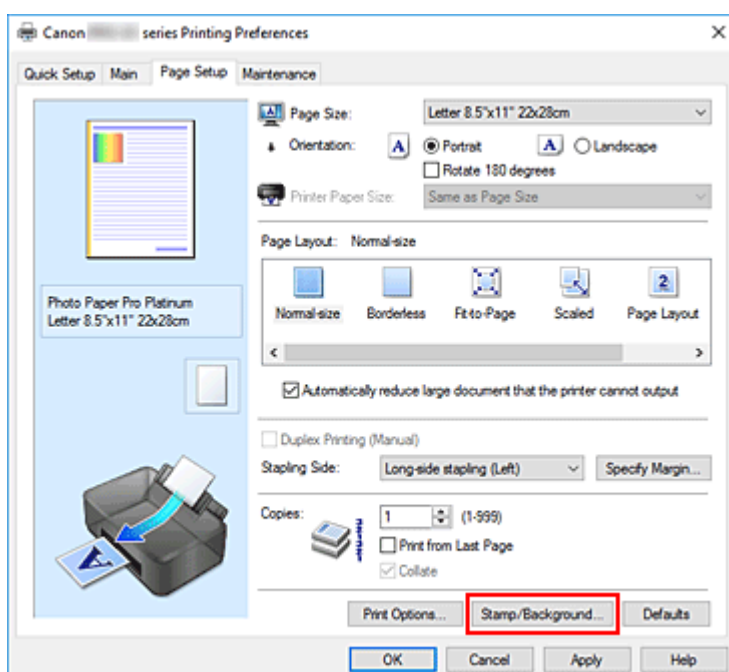 Canon series Printing Preferences
Quick Setup Main Page Setup Maintenance
Page Size: Letter 8.5"x11" 22x28cm
Orientation: A Portrait A Landscape
Rotate 180 degrees
Printer Paper Size: Same as Page Size
Page Layout: Normal-size
2
Normal-size Borderless Fit-to-Page Scaled Page Layout
Photo Paper Pro Platinum
Letter 8.5"x11" 22x28cm
Automatically reduce large document that the printer cannot output
Duplex Printing (Manual)
Stapling Side: Long-side stapling (Left) Specify Margin...
Copies: 1 (1-999)
Print from Last Page
Collate
A
Print Options... Stamp/Background... Defaults
OK Cancel Apply Help